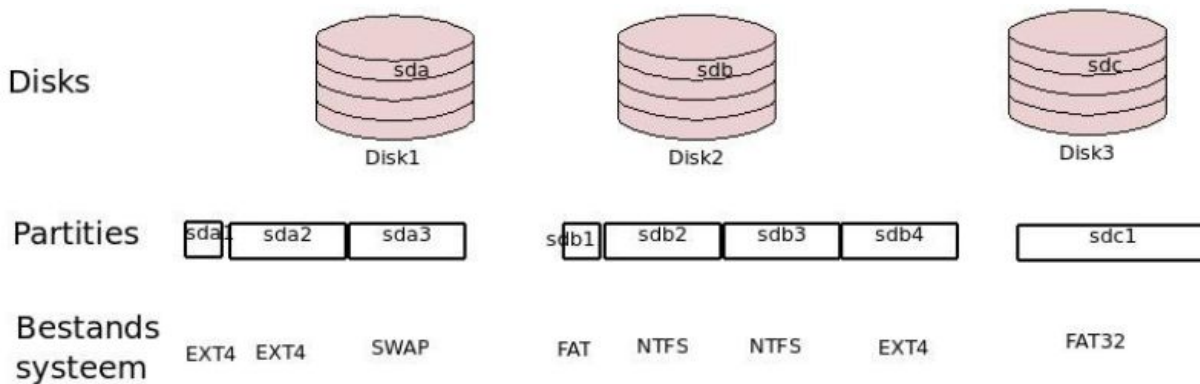 Disks
sda
sdb
sdc
Disk1
Disk2
Disk3
Partities
sda1
sda2
sda3
sdb1
sdb2
sdb3
sdb4
sdc1
Bestands
systeem
EXT4
EXT4
SWAP
FAT
NTFS
NTFS
EXT4
FAT32